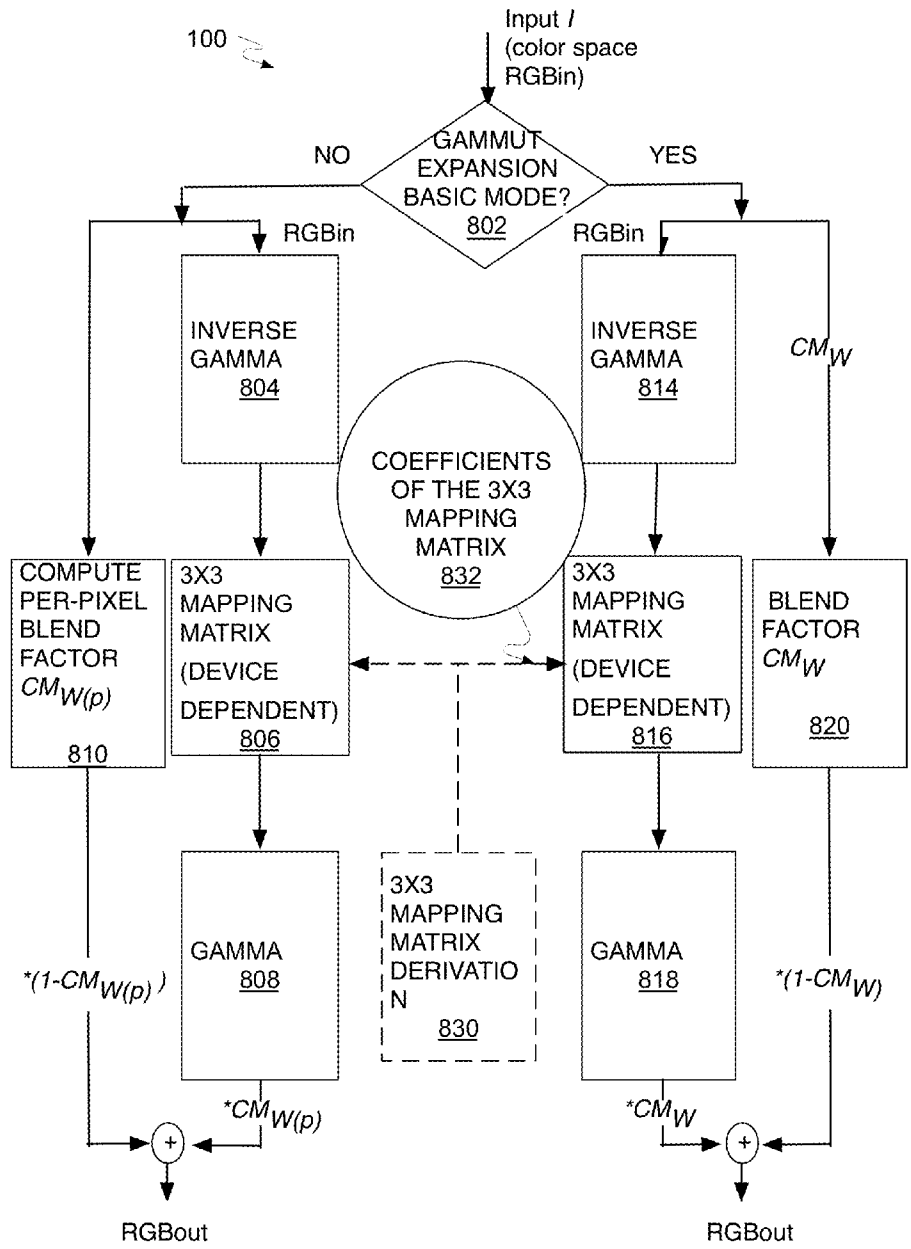 100
Input I
(color space
RGBin)
GAMMUT
EXPANSION
BASIC MODE?
802
NO
YES
RGBin
RGBin
INVERSE
GAMMA
804
INVERSE
GAMMA
814
CMW
COEFFICIENTS
OF THE 3X3
MAPPING
MATRIX
832
COMPUTE
PER-PIXEL
BLEND
FACTOR
CMW(p)
810
3X3
MAPPING
MATRIX
(DEVICE
DEPENDENT)
806
3X3
MAPPING
MATRIX
(DEVICE
DEPENDENT)
816
BLEND
FACTOR
CMW
820
GAMMA
808
3X3
MAPPING
MATRIX
DERIVATIO
N
830
GAMMA
818
*(1-CMW(p))
*(1-CMW)
*CMW(p)
*CMW
+
+
RGBout
RGBout